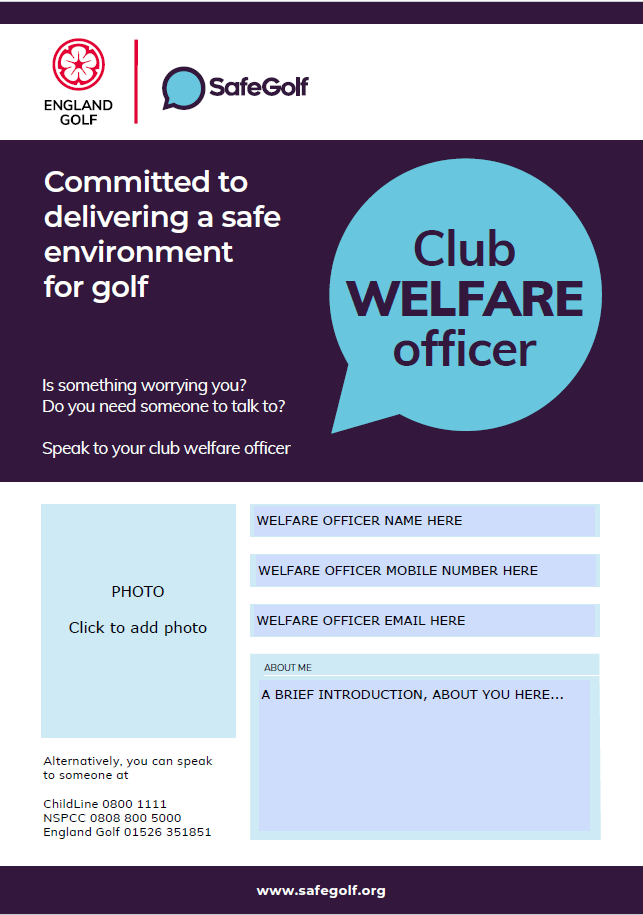 ENGLAND
GOLF
SafeGolf
Committed to
delivering a safe
environment
for golf
Club
WELFARE
officer
Is something worrying you?
Do you need someone to talk to?
Speak to your club welfare officer
PHOTO
Click to add photo
WELFARE OFFICER NAME HERE
WELFARE OFFICER MOBILE NUMBER HERE
WELFARE OFFICER EMAIL HERE
ABOUT ME
A BRIEF INTRODUCTION, ABOUT YOU HERE...
Alternatively, you can speak
to someone at
ChildLine 0800 1111
NSPCC 0808 800 5000
England Golf 01526 351851
www.safegolf.org